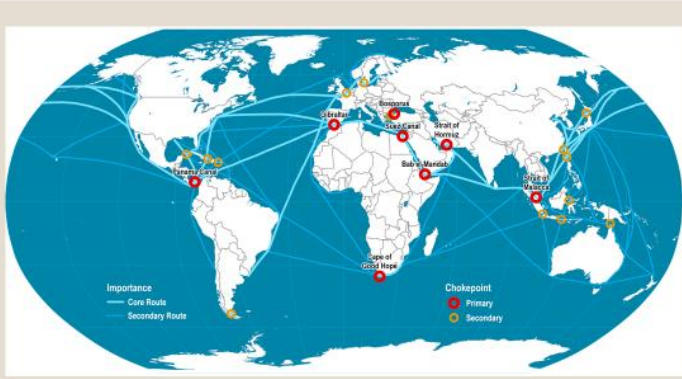 Bosporus
Gibraltar
Suez Canal
Strait of
Hormuz
Bab el-Mandab
Panama Canal
Strait of
Malacca
Cape of
Good Hope
Importance
Core Route
Secondary Route
Chokepoint
Primary
Secondary